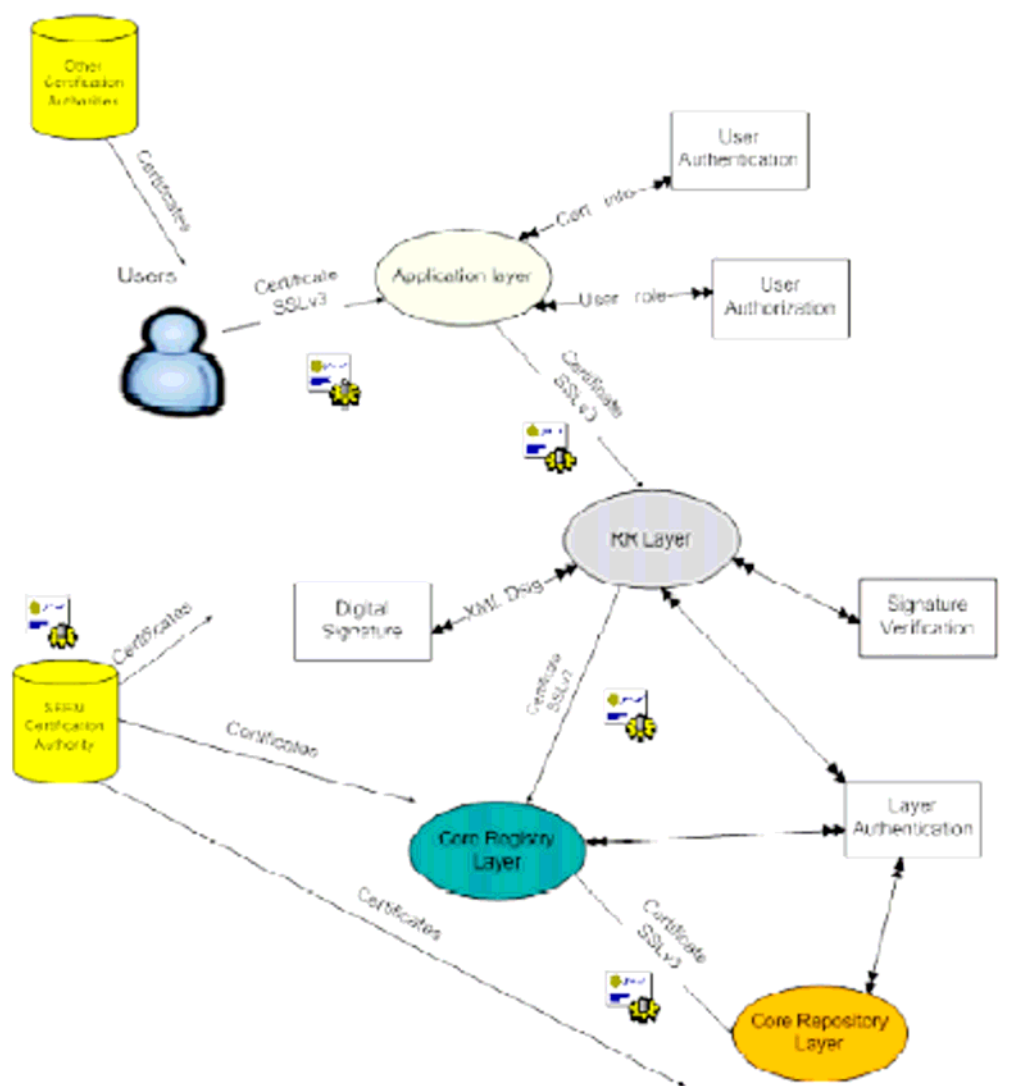 Other
Certification
Authorities
Certificates
User
Authentication
Cert info
Users
Certificate
SSLv3
Application layer
User role
User
Authorization
Certificate
SSLv3
RR Layer
Digital
Signature
XML Dsig
Signature
Verification
Certificates
Certification
Authority
Certificate
SSLv3
Certificates
Core Registry
Layer
Layer
Authentication
Certificates
Certificate
SSLv3
Core Repository
Layer